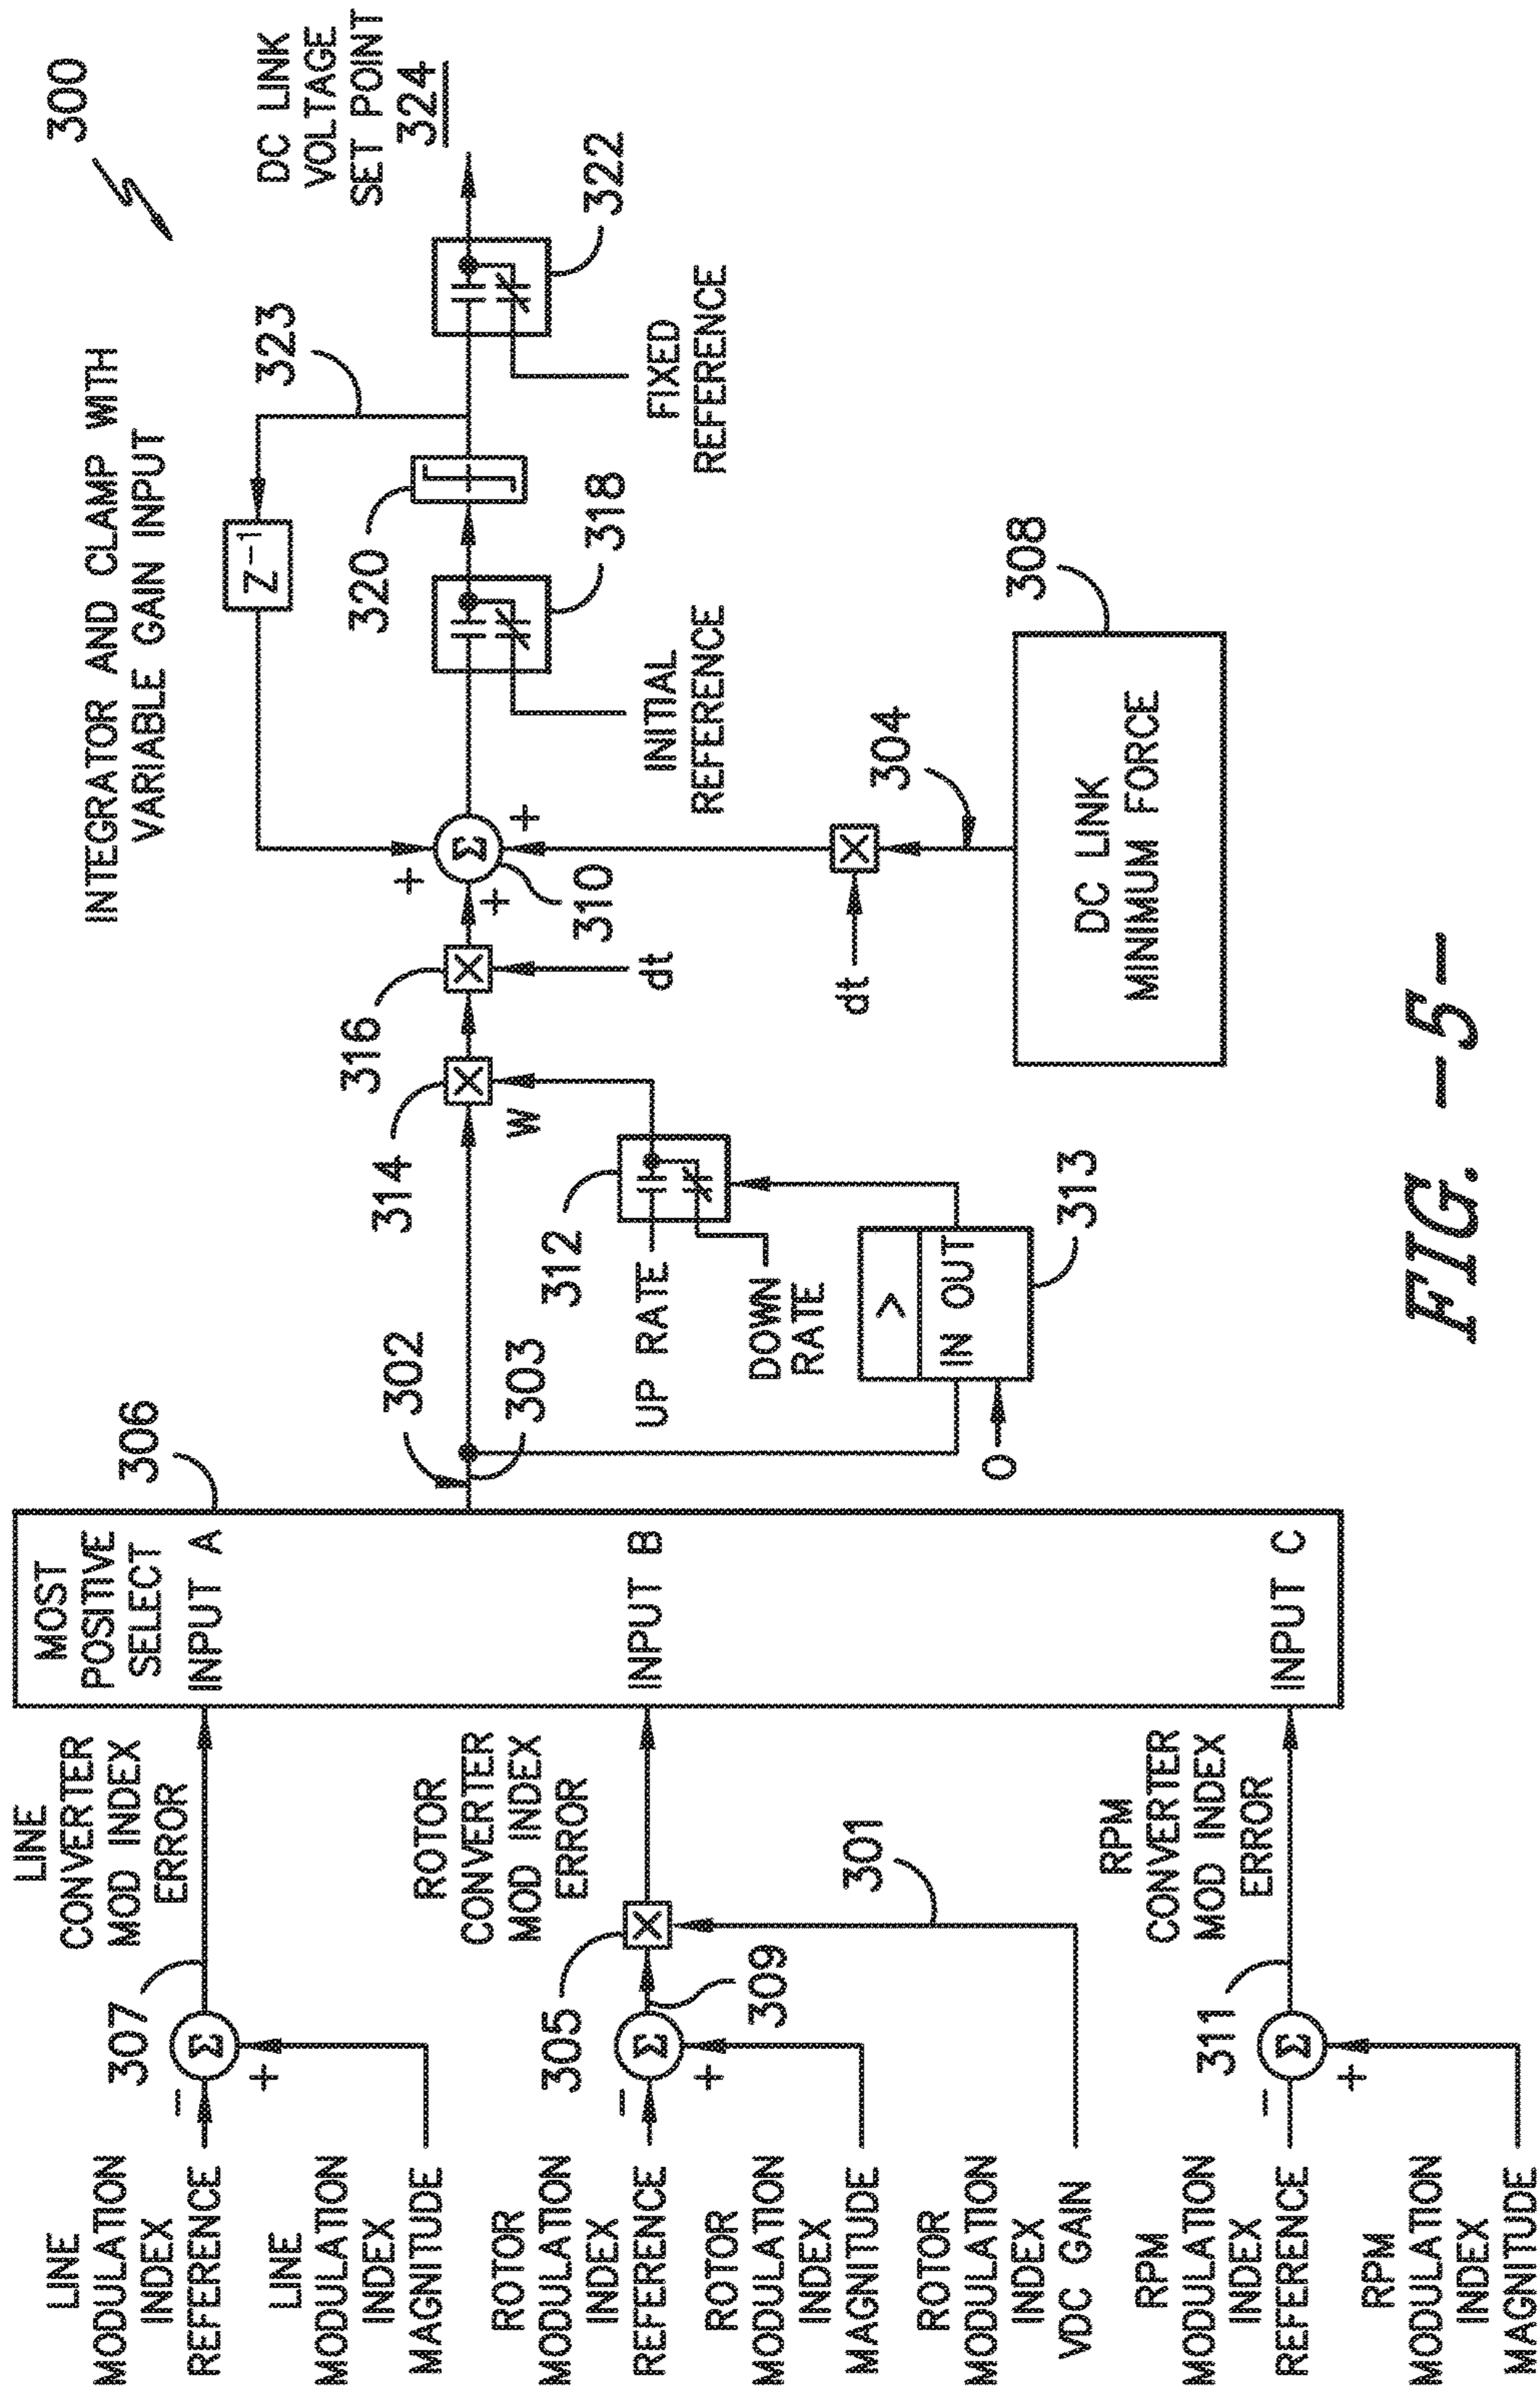 300
INTEGRATOR AND CLAMP WITH
VARIABLE GAIN INPUT
323
Z⁻¹
DC LINK
VOLTAGE
SET POINT
324
LINE
CONVERTER
MOD INDEX
ERROR
306
MOST
POSITIVE
SELECT
INPUT A
LINE
MODULATION
INDEX
REFERENCE
307
−
Σ
+
LINE
MODULATION
INDEX
MAGNITUDE
302
303
314
X
W
316
X
dt
+
+
Σ
+
310
320
318
INITIAL
REFERENCE
322
FIXED
REFERENCE
312
UP RATE
DOWN
RATE
>
IN OUT
0
313
dt
X
304
308
DC LINK
MINIMUM FORCE
ROTOR
CONVERTER
MOD INDEX
ERROR
INPUT B
ROTOR
MODULATION
INDEX
REFERENCE
305
−
Σ
+
309
X
301
ROTOR
MODULATION
INDEX
MAGNITUDE
ROTOR
MODULATION
INDEX
VDC GAIN
RPM
CONVERTER
MOD INDEX
ERROR
INPUT C
RPM
MODULATION
INDEX
REFERENCE
311
−
Σ
+
RPM
MODULATION
INDEX
MAGNITUDE
FIG. -5-